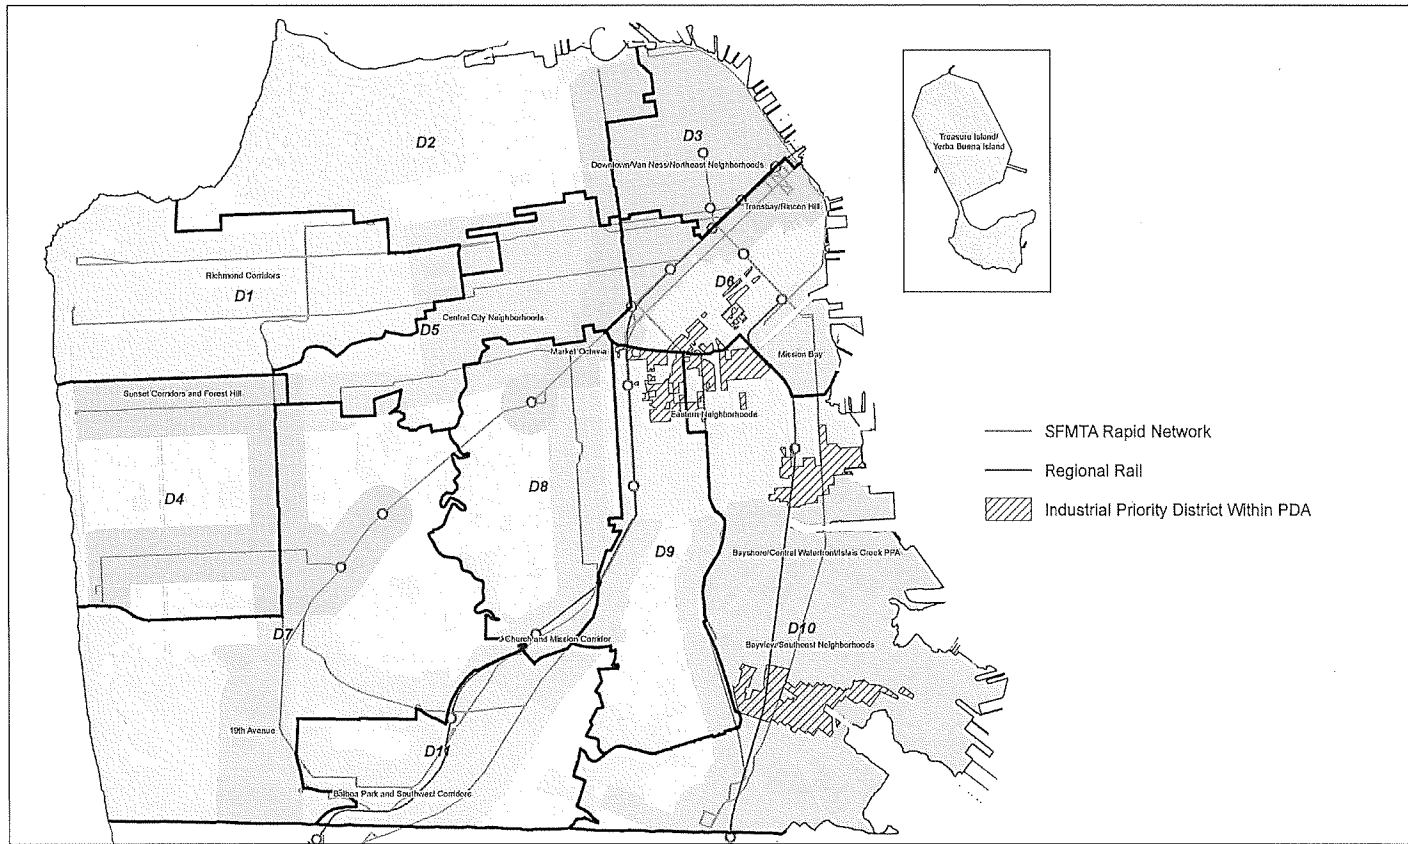 D2
D3
Downtown/Van Ness/Northeast Neighborhoods
Treasure Island/
Yerba Buena Island
Transbay/Rincon Hill
Richmond Corridors
D1
D6
D5
Central City Neighborhoods
Market Octavia
Mission Bay
Sunset Corridors and Forest Hill
Eastern Neighborhoods
SFMTA Rapid Network
Regional Rail
Industrial Priority District Within PDA
D4
D8
D9
Bayshore/Central Waterfront/Islais Creek PPA
D7
D10
Church and Mission Corridor
Bayview/Southeast Neighborhoods
19th Avenue
D11
Balboa Park and Southwest Corridors